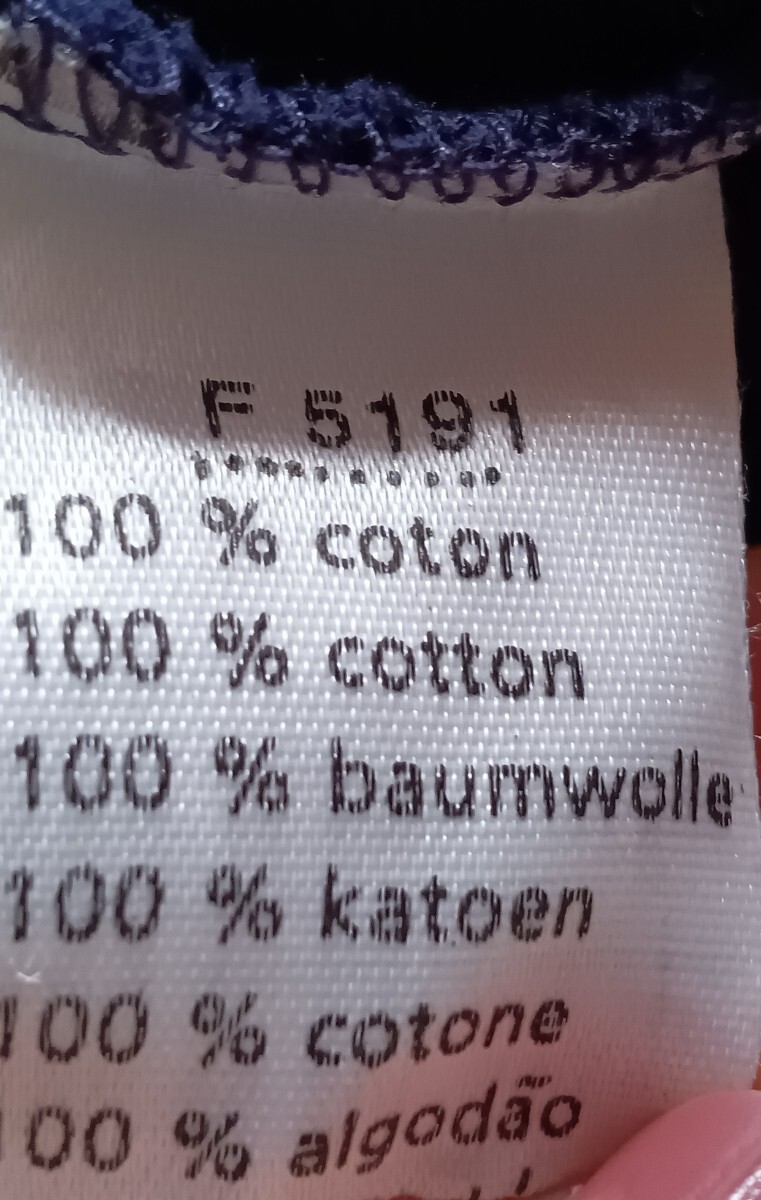 F 5191
100 % coton
100 % cotton
100 % baumwolle
100 % katoen
100 % cotone
100 % algodão